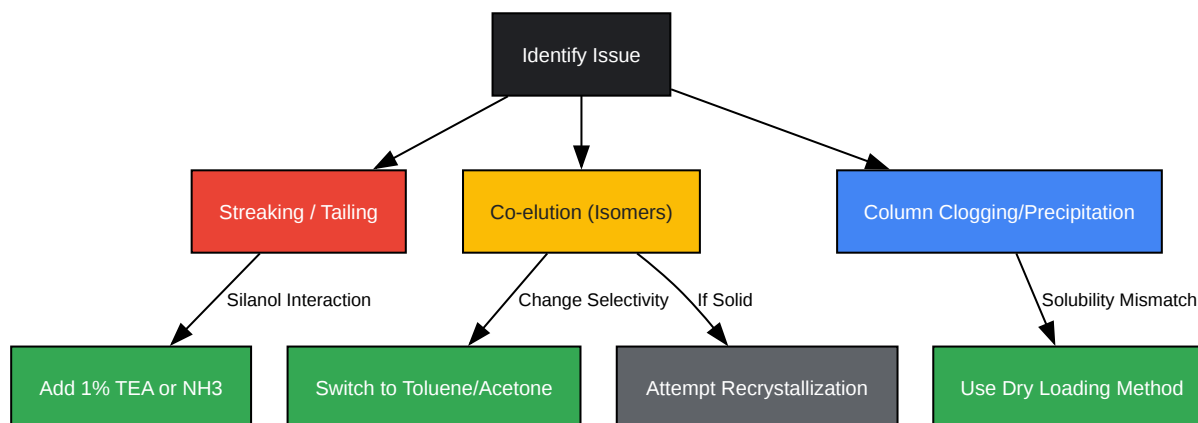 Identify Issue
Streaking / Tailing
Co-elution (Isomers)
Column Clogging/Precipitation
Silanol Interaction
Change Selectivity
If Solid
Solubility Mismatch
Add 1% TEA or NH3
Switch to Toluene/Acetone
Attempt Recrystallization
Use Dry Loading Method